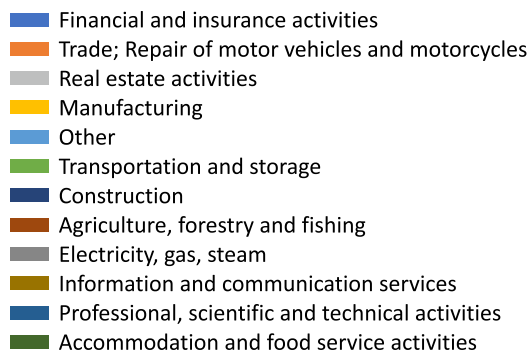 Financial and insurance activities
Trade; Repair of motor vehicles and motorcycles
Real estate activities
Manufacturing
Other
Transportation and storage
Construction
Agriculture, forestry and fishing
Electricity, gas, steam
Information and communication services
Professional, scientific and technical activities
Accommodation and food service activities